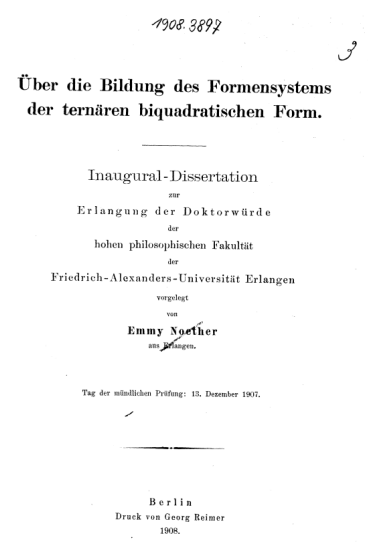 1908.3897
3
Über die Bildung des Formensystems
der ternären biquadratischen Form.
Inaugural-Dissertation
zur
Erlangung der Doktorwürde
der
hohen philosophischen Fakultät
der
Friedrich-Alexanders-Universität Erlangen
vorgelegt
von
Emmy Noether
aus Erlangen.
Tag der mündlichen Prüfung: 13. Dezember 1907.
Berlin
Druck von Georg Reimer
1908.